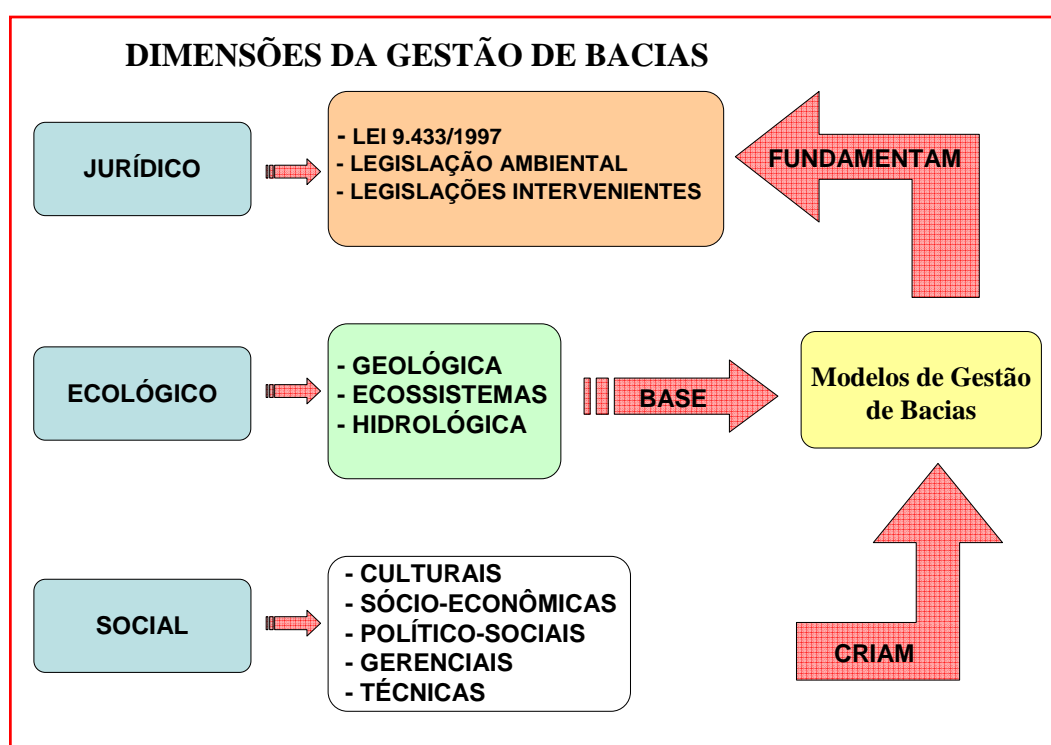 DIMENSÕES DA GESTÃO DE BACIAS
JURÍDICO
- LEI 9.433/1997
- LEGISLAÇÃO AMBIENTAL
- LEGISLAÇÕES INTERVENIENTES
FUNDAMENTAM
ECOLÓGICO
- GEOLÓGICA
- ECOSSISTEMAS
- HIDROLÓGICA
BASE
Modelos de Gestão
de Bacias
SOCIAL
- CULTURAIS
- SÓCIO-ECONÔMICAS
- POLÍTICO-SOCIAIS
- GERENCIAIS
- TÉCNICAS
CRIAM